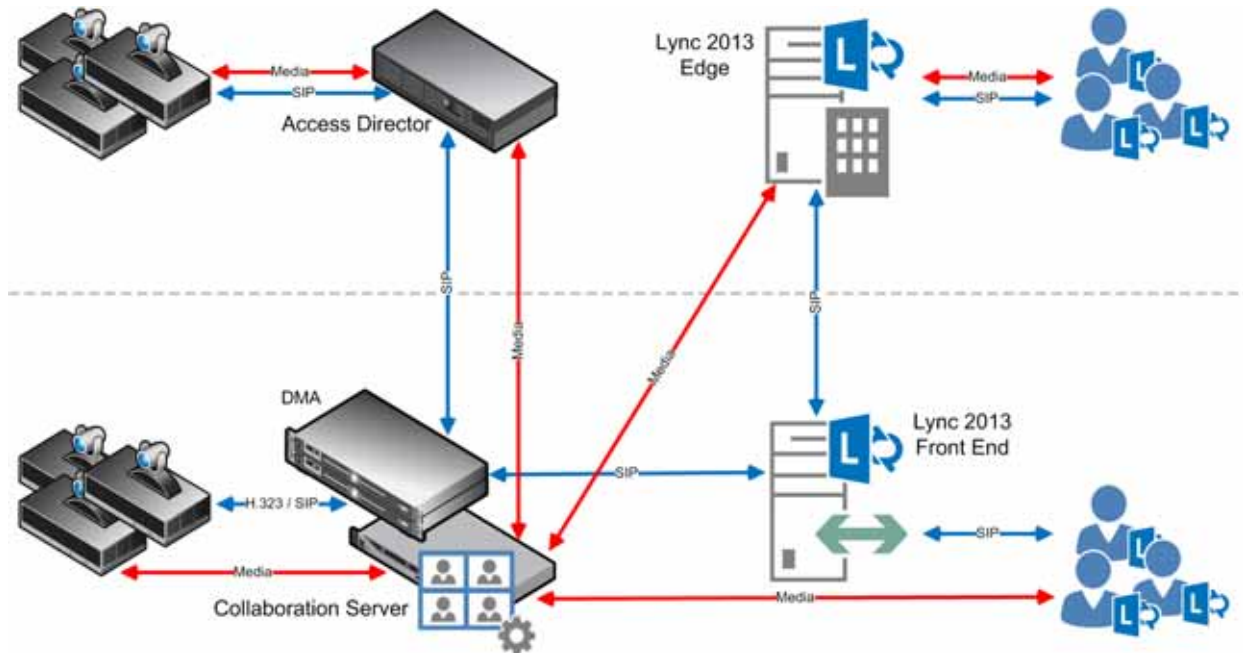 Lync 2013
Edge
Media
SIP
Access Director
L
Media
SIP
L
L
L
SIP
Media
Media
SIP
DMA
Lync 2013
Front End
L
SIP
H.323 / SIP
SIP
L
L
L
Media
Media
Collaboration Server